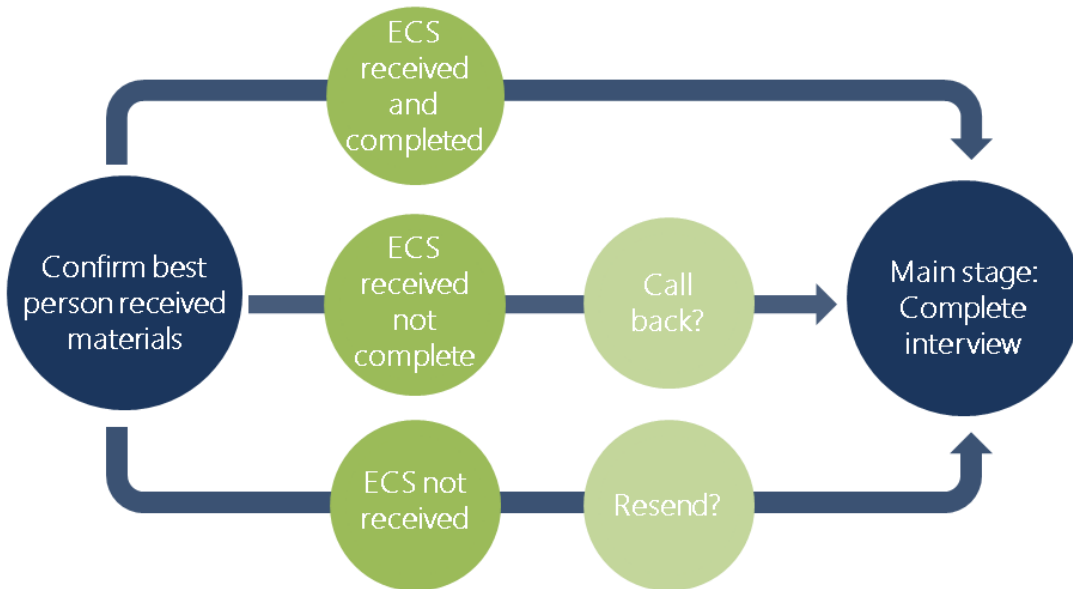 ECS
received
and
completed
Confirm best
person received
materials
ECS
received
not
complete
Call
back?
Main stage:
Complete
interview
ECS not
received
Resend?